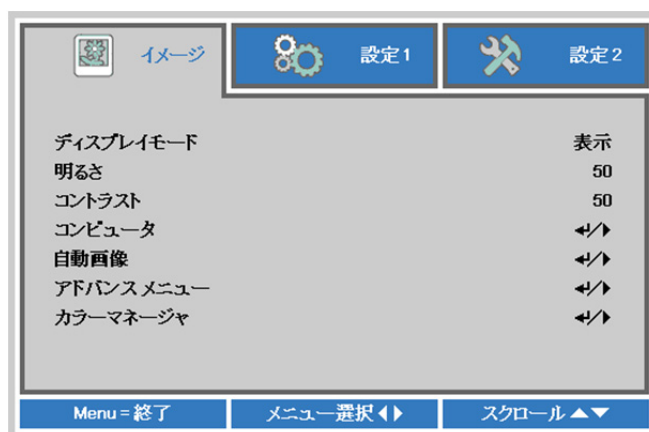 イメージ 設定1 設定2
ディスプレイモード 表示
明るさ 50
コントラスト 50
コンピュータ ↵/▶
自動画像 ↵/▶
アドバンスメニュー ↵/▶
カラーマネージャ ↵/▶
Menu = 終了 メニュー選択 ◀▶ スクロール ▲▼